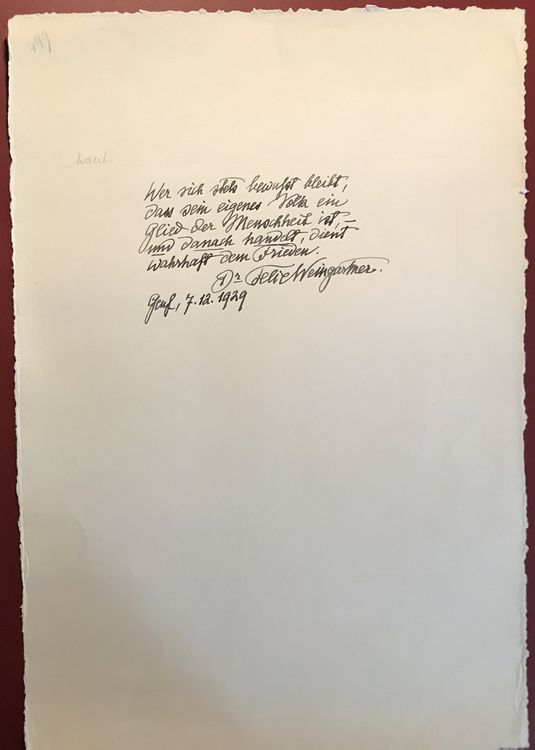 haut.
Wer sich stets bewußt bleibt,
dass sein eigenes Volk ein
Glied der Menschheit ist, –
und danach handelt, dient
wahrhaft dem Frieden.
Dr Felix Weingartner.
Genf, 7.12.1929